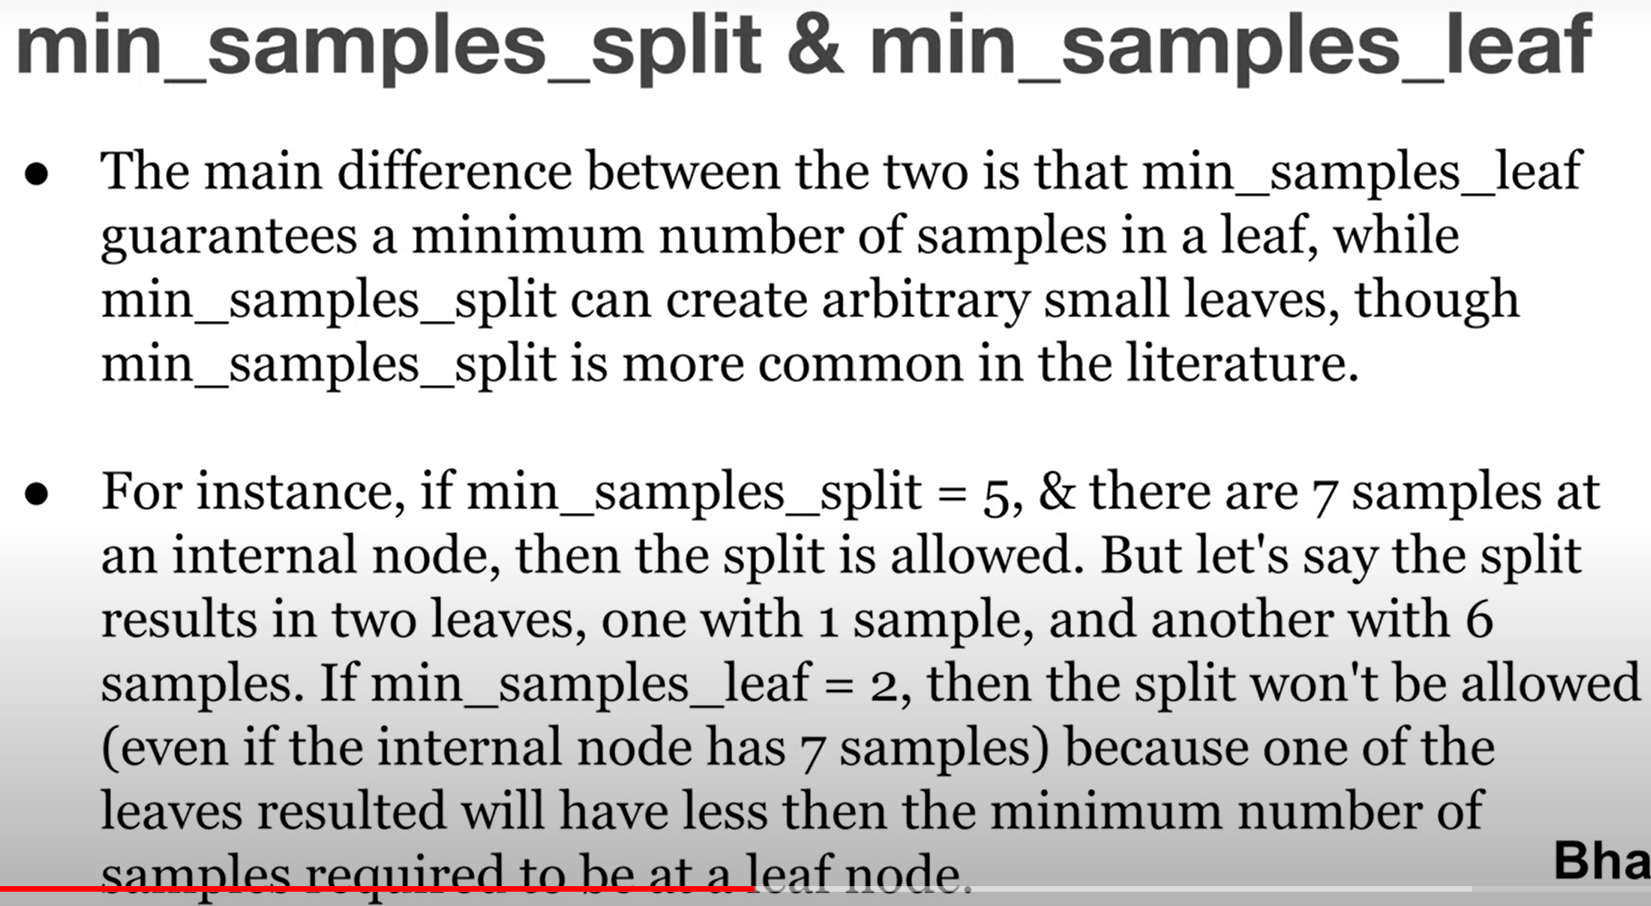 min_samples_split & min_samples_leaf
● The main difference between the two is that min_samples_leaf
guarantees a minimum number of samples in a leaf, while
min_samples_split can create arbitrary small leaves, though
min_samples_split is more common in the literature.
● For instance, if min_samples_split = 5, & there are 7 samples at
an internal node, then the split is allowed. But let's say the split
results in two leaves, one with 1 sample, and another with 6
samples. If min_samples_leaf = 2, then the split won't be allowed
(even if the internal node has 7 samples) because one of the
leaves resulted will have less then the minimum number of
samples required to be at a leaf node.
Bha